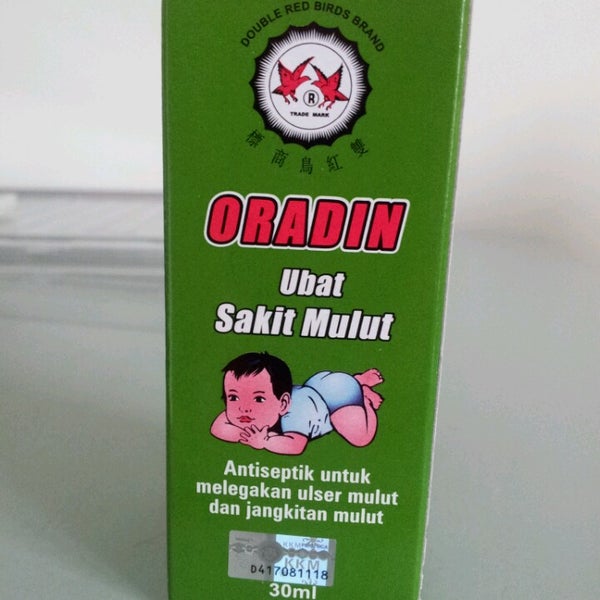 DOUBLE RED BIRDS BRAND
®
TRADE MARK
標商鳥紅雙
ORADIN
Ubat
Sakit Mulut
Antiseptik untuk
melegakan ulser mulut
dan jangkitan mulut
KKM
KKM
D417081118
30ml